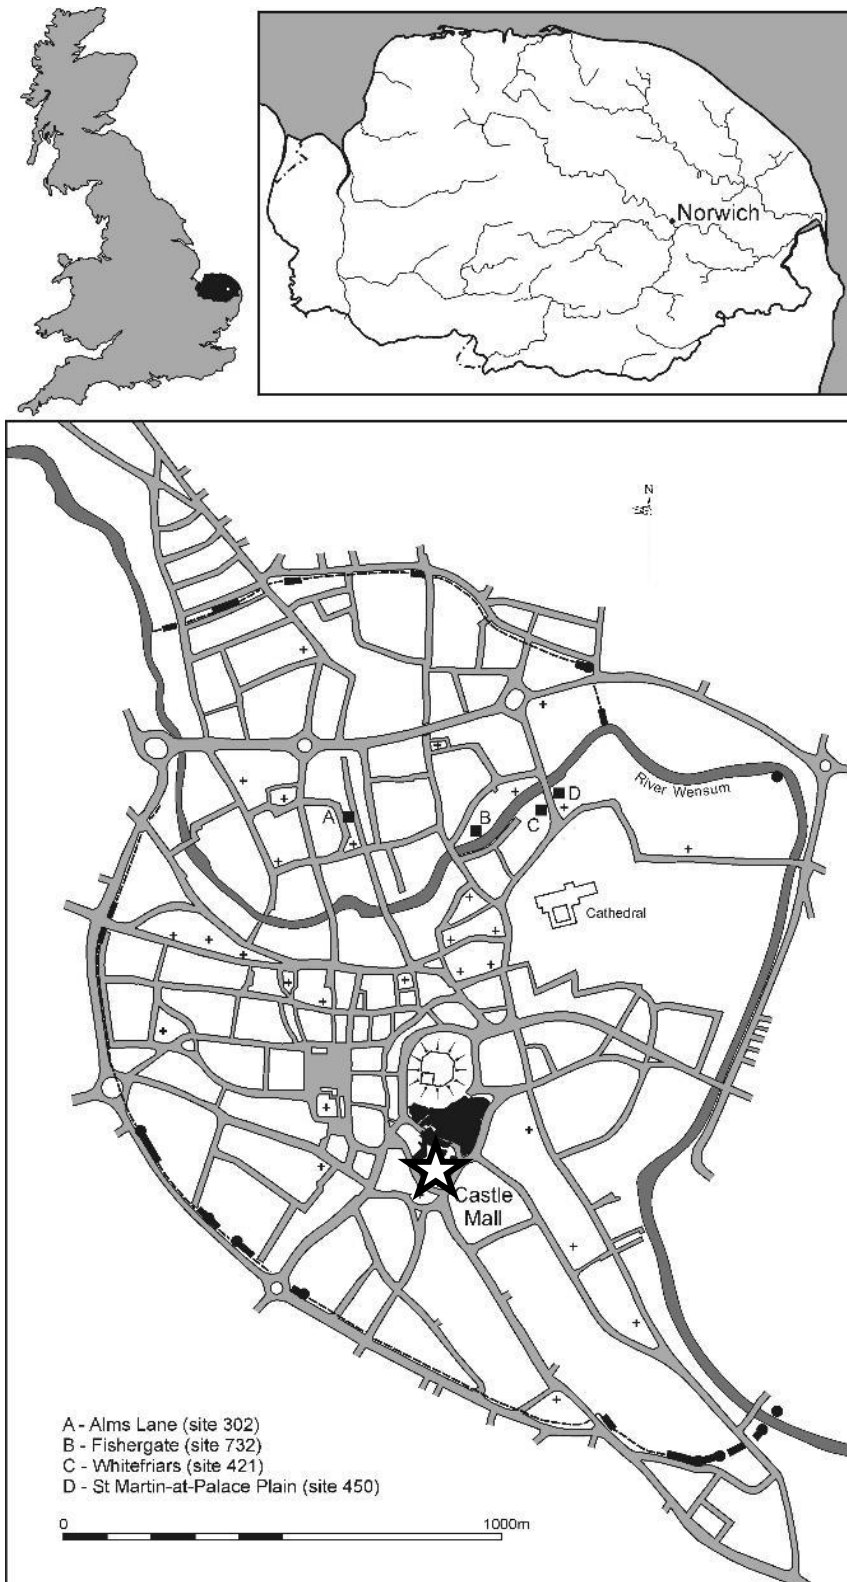 Norwich
N
River Wensum
A
B
C
D
Cathedral
Castle
Mall
A - Alms Lane (site 302)
B - Fishergate (site 732)
C - Whitefriars (site 421)
D - St Martin-at-Palace Plain (site 450)
0 1000m